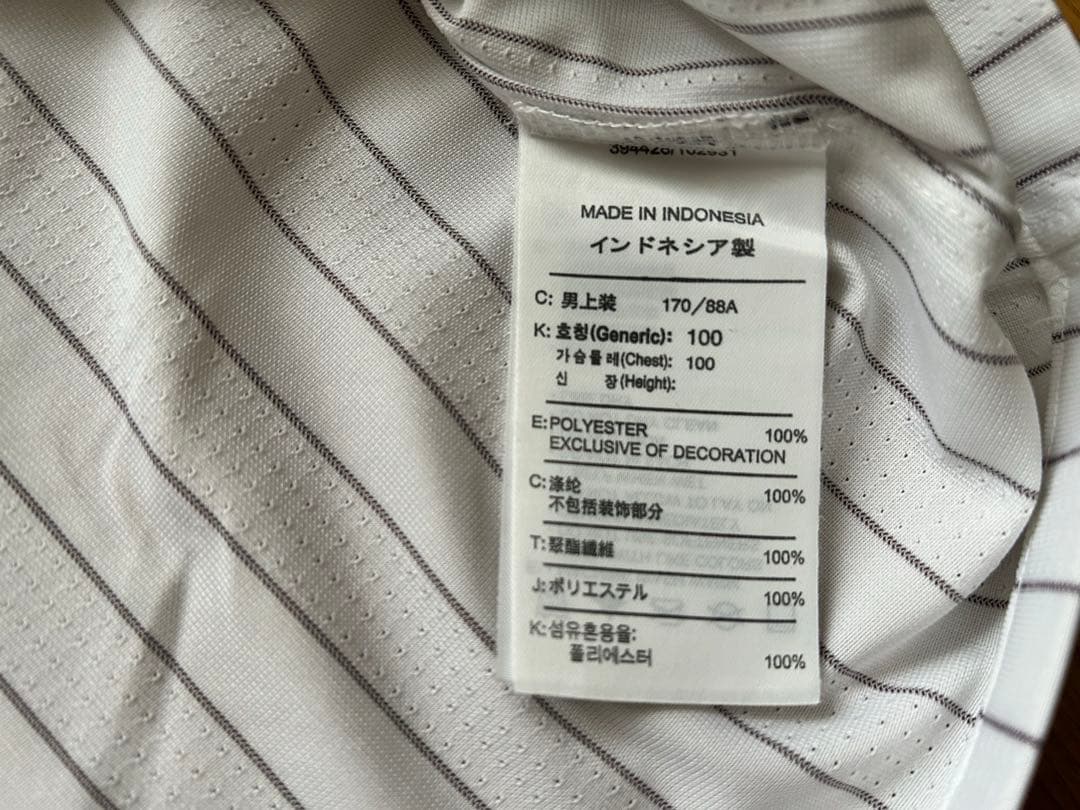 394428/102931
MADE IN INDONESIA
インドネシア製
C: 男上装 170/88A
K: 호칭(Generic): 100
가슴둘레(Chest): 100
신 장(Height):
E: POLYESTER 100%
EXCLUSIVE OF DECORATION
C: 涤纶 100%
不包括装饰部分
T: 聚酯纖維 100%
J: ポリエステル 100%
K: 섬유혼용율:
폴리에스터 100%